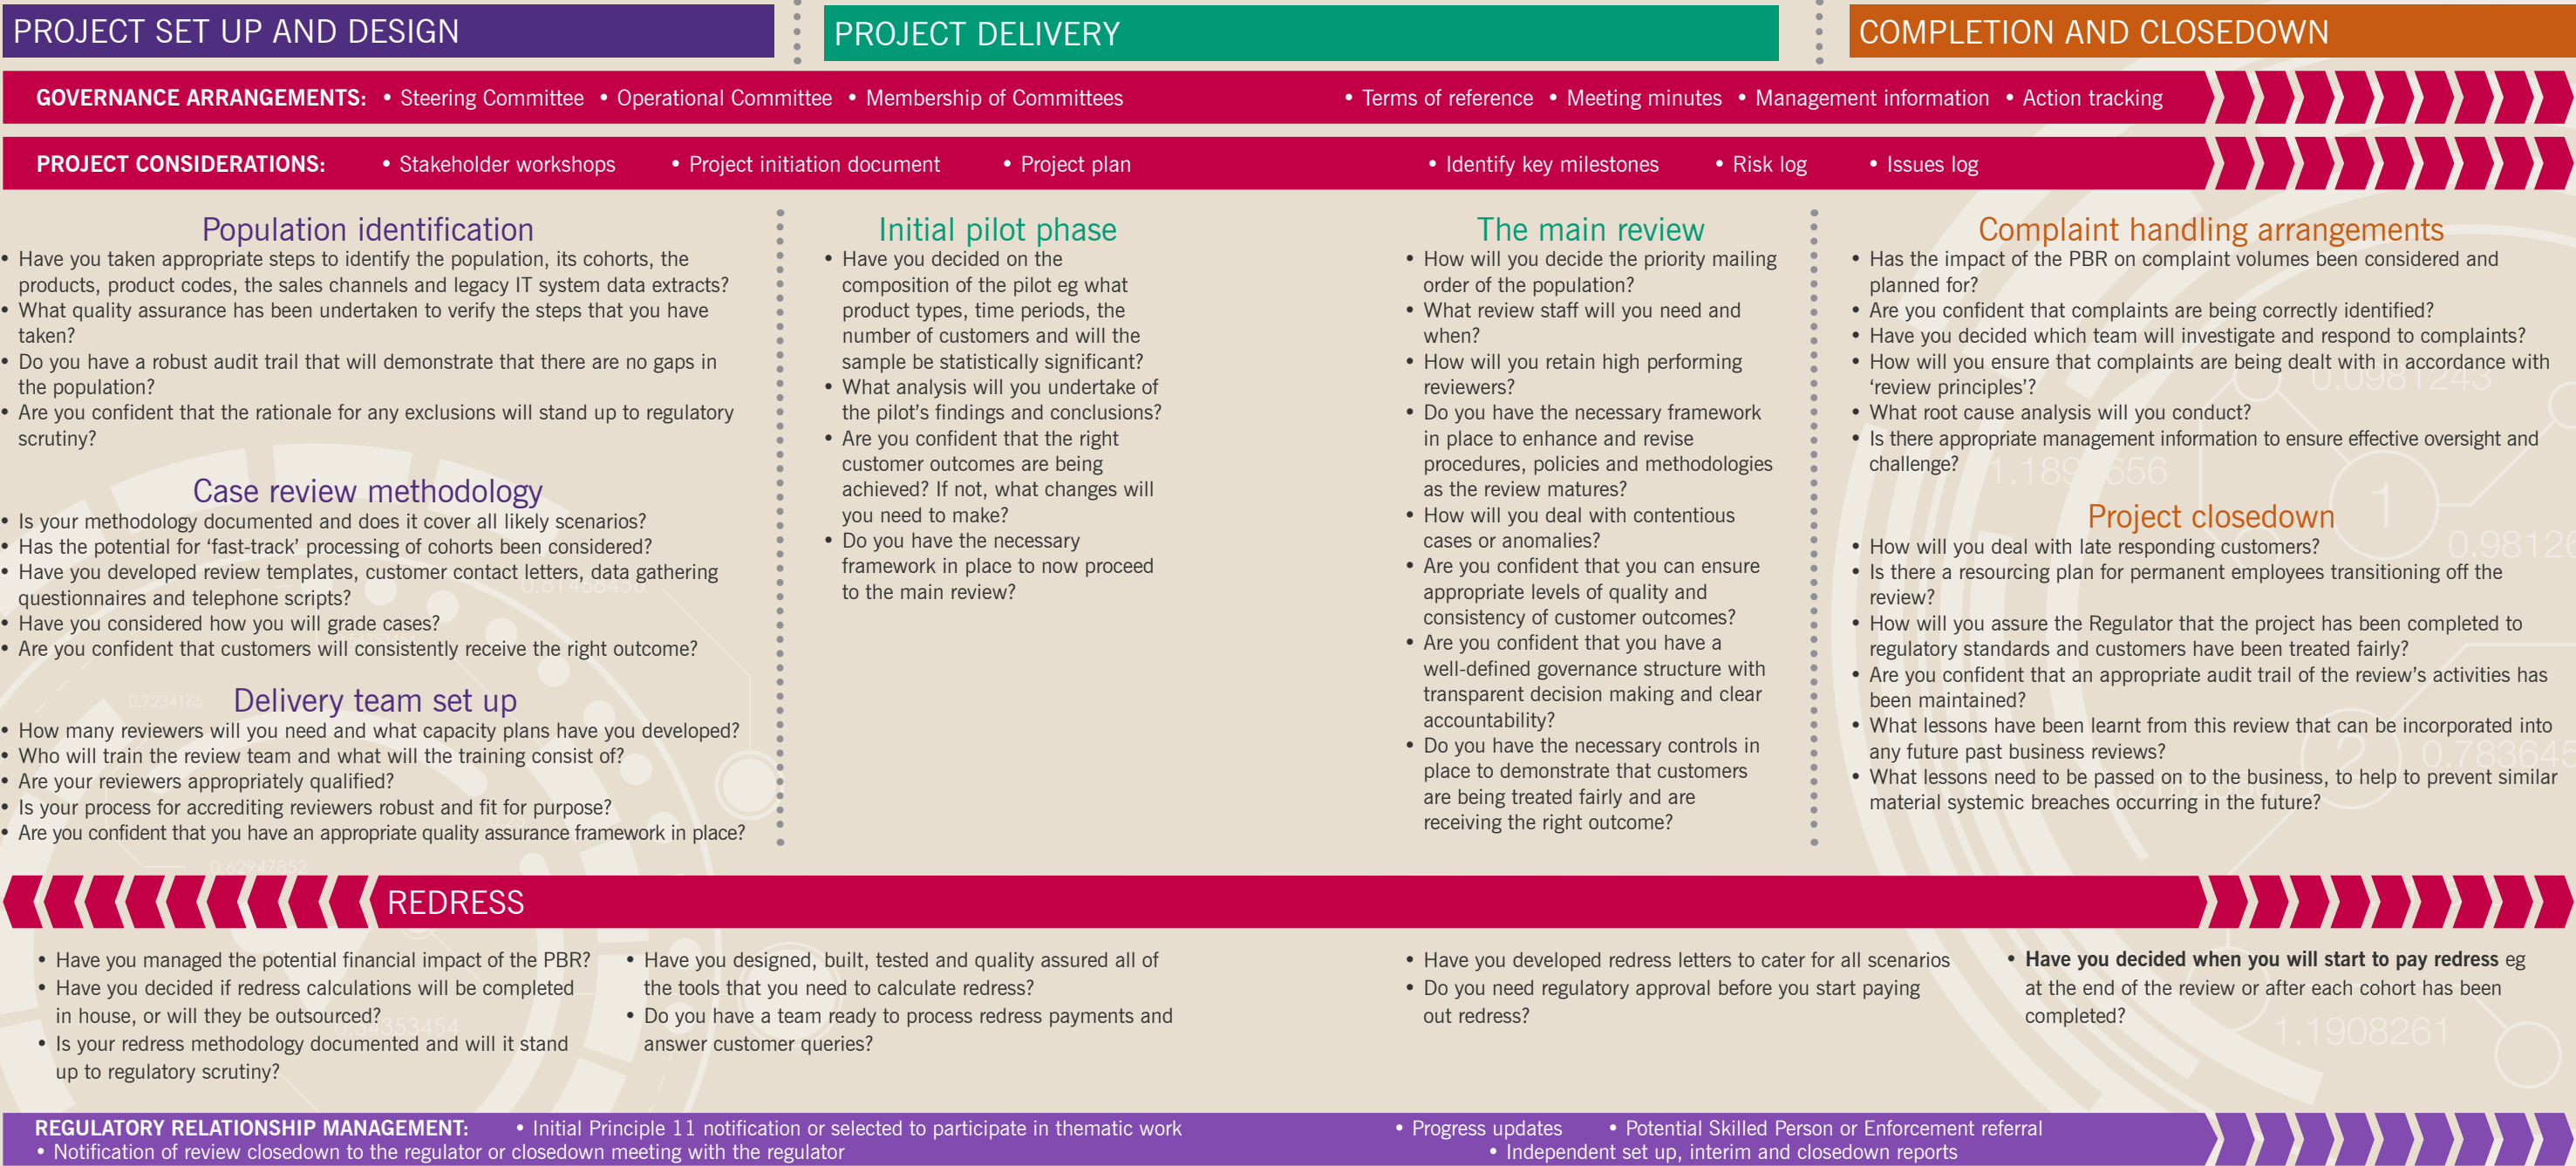 PROJECT SET UP AND DESIGN
PROJECT DELIVERY
COMPLETION AND CLOSEDOWN
GOVERNANCE ARRANGEMENTS: • Steering Committee • Operational Committee • Membership of Committees • Terms of reference • Meeting minutes • Management information • Action tracking
PROJECT CONSIDERATIONS: • Stakeholder workshops • Project initiation document • Project plan • Identify key milestones • Risk log • Issues log
Population identification
• Have you taken appropriate steps to identify the population, its cohorts, the
products, product codes, the sales channels and legacy IT system data extracts?
• What quality assurance has been undertaken to verify the steps that you have
taken?
• Do you have a robust audit trail that will demonstrate that there are no gaps in
the population?
• Are you confident that the rationale for any exclusions will stand up to regulatory
scrutiny?
Case review methodology
• Is your methodology documented and does it cover all likely scenarios?
• Has the potential for ‘fast-track’ processing of cohorts been considered?
• Have you developed review templates, customer contact letters, data gathering
questionnaires and telephone scripts?
• Have you considered how you will grade cases?
• Are you confident that customers will consistently receive the right outcome?
Delivery team set up
• How many reviewers will you need and what capacity plans have you developed?
• Who will train the review team and what will the training consist of?
• Are your reviewers appropriately qualified?
• Is your process for accrediting reviewers robust and fit for purpose?
• Are you confident that you have an appropriate quality assurance framework in place?
Initial pilot phase
• Have you decided on the
composition of the pilot eg what
product types, time periods, the
number of customers and will the
sample be statistically significant?
• What analysis will you undertake of
the pilot’s findings and conclusions?
• Are you confident that the right
customer outcomes are being
achieved? If not, what changes will
you need to make?
• Do you have the necessary
framework in place to now proceed
to the main review?
The main review
• How will you decide the priority mailing
order of the population?
• What review staff will you need and
when?
• How will you retain high performing
reviewers?
• Do you have the necessary framework
in place to enhance and revise
procedures, policies and methodologies
as the review matures?
• How will you deal with contentious
cases or anomalies?
• Are you confident that you can ensure
appropriate levels of quality and
consistency of customer outcomes?
• Are you confident that you have a
well-defined governance structure with
transparent decision making and clear
accountability?
• Do you have the necessary controls in
place to demonstrate that customers
are being treated fairly and are
receiving the right outcome?
Complaint handling arrangements
• Has the impact of the PBR on complaint volumes been considered and
planned for?
• Are you confident that complaints are being correctly identified?
• Have you decided which team will investigate and respond to complaints?
• How will you ensure that complaints are being dealt with in accordance with
‘review principles’?
• What root cause analysis will you conduct?
• Is there appropriate management information to ensure effective oversight and
challenge?
Project closedown
• How will you deal with late responding customers?
• Is there a resourcing plan for permanent employees transitioning off the
review?
• How will you assure the Regulator that the project has been completed to
regulatory standards and customers have been treated fairly?
• Are you confident that an appropriate audit trail of the review’s activities has
been maintained?
• What lessons have been learnt from this review that can be incorporated into
any future past business reviews?
• What lessons need to be passed on to the business, to help to prevent similar
material systemic breaches occurring in the future?
0.0981243
1
2
0.7234165
0.62947852
1.1908261
REDRESS
• Have you managed the potential financial impact of the PBR?
• Have you decided if redress calculations will be completed
in house, or will they be outsourced?
• Is your redress methodology documented and will it stand
up to regulatory scrutiny?
• Have you designed, built, tested and quality assured all of
the tools that you need to calculate redress?
• Do you have a team ready to process redress payments and
answer customer queries?
• Have you developed redress letters to cater for all scenarios
• Do you need regulatory approval before you start paying
out redress?
• Have you decided when you will start to pay redress eg
at the end of the review or after each cohort has been
completed?
REGULATORY RELATIONSHIP MANAGEMENT: • Initial Principle 11 notification or selected to participate in thematic work • Progress updates • Potential Skilled Person or Enforcement referral
• Notification of review closedown to the regulator or closedown meeting with the regulator • Independent set up, interim and closedown reports